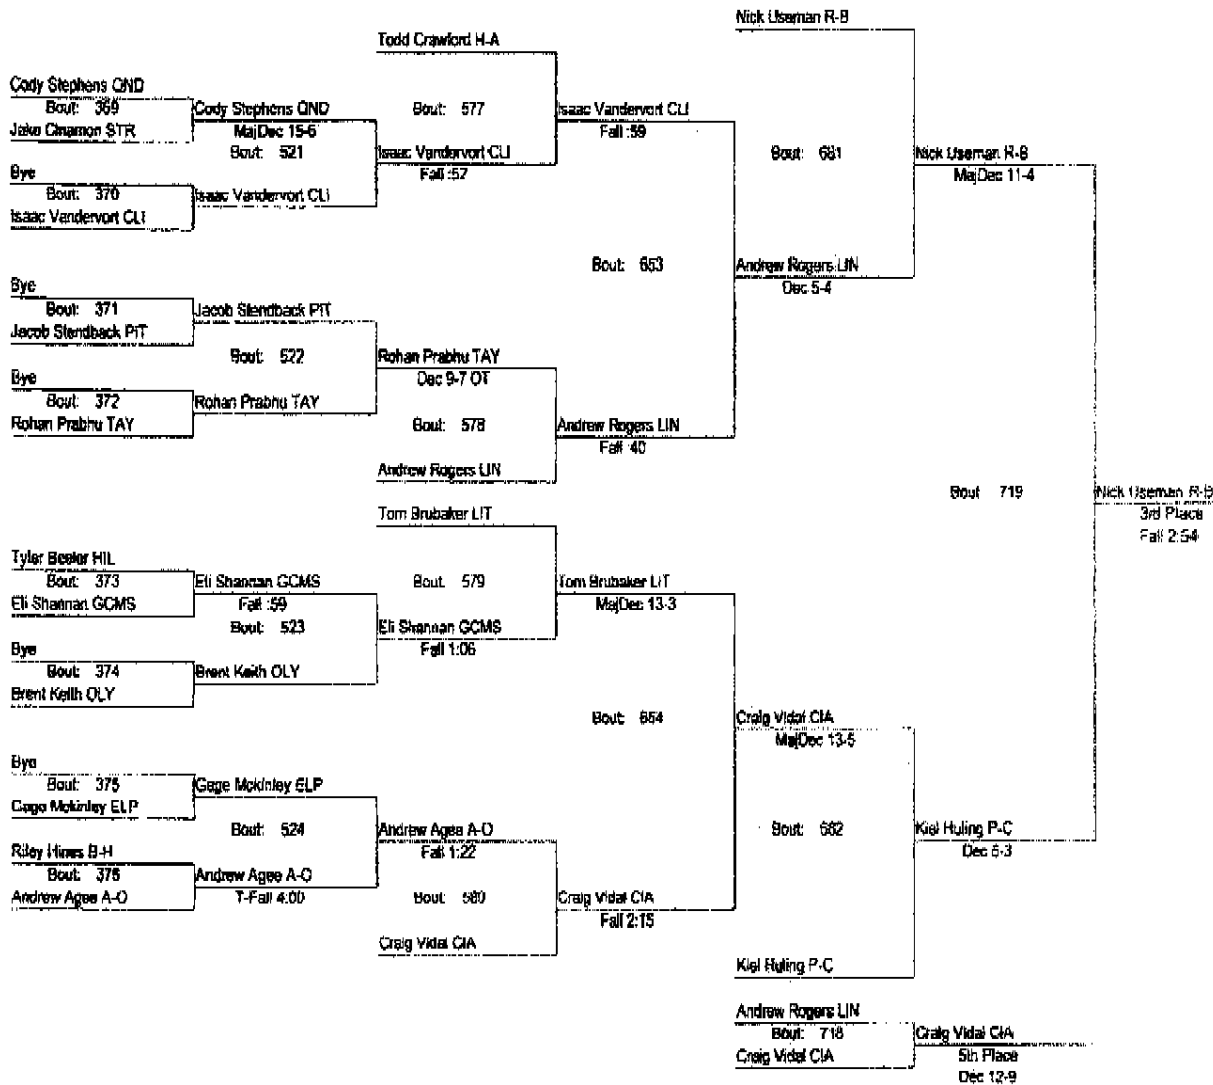 Nick Useman R-B
Todd Crawford H-A
Cody Stephens QND
Bout: 369
Jake Cinamon STR
Cody Stephens QND
MajDec 15-6
Bout: 521
Bye
Bout: 370
Isaac Vandervort CLI
Isaac Vandervort CLI
Bout: 577
Isaac Vandervort CLI
Fall :57
Isaac Vandervort CLI
Fall :59
Bout: 681
Nick Useman R-B
MajDec 11-4
Bout: 653
Andrew Rogers LIN
Dec 5-4
Bye
Bout: 371
Jacob Stendback PIT
Jacob Stendback PIT
Bout: 522
Bye
Bout: 372
Rohan Prabhu TAY
Rohan Prabhu TAY
Rohan Prabhu TAY
Dec 9-7 OT
Bout: 578
Andrew Rogers LIN
Andrew Rogers LIN
Fall :40
Bout: 719
Nick Useman R-B
3rd Place
Fall 2:54
Tom Brubaker LIT
Tyler Beeler HIL
Bout: 373
Eli Shannan GCMS
Eli Shannan GCMS
Fall :59
Bout: 523
Bye
Bout: 374
Brent Keith OLY
Brent Keith OLY
Bout: 579
Eli Shannan GCMS
Fall 1:06
Tom Brubaker LIT
MajDec 13-3
Bout: 654
Craig Vidal CIA
MajDec 13-5
Bye
Bout: 375
Gage Mckinley ELP
Gage Mckinley ELP
Bout: 524
Riley Hines B-H
Bout: 376
Andrew Agee A-O
Andrew Agee A-O
T-Fall 4:00
Andrew Agee A-O
Fall 1:22
Bout: 580
Craig Vidal CIA
Craig Vidal CIA
Fall 2:15
Bout: 682
Kiel Huling P-C
Dec 5-3
Kiel Huling P-C
Andrew Rogers LIN
Bout: 718
Craig Vidal CIA
Craig Vidal CIA
5th Place
Dec 12-9